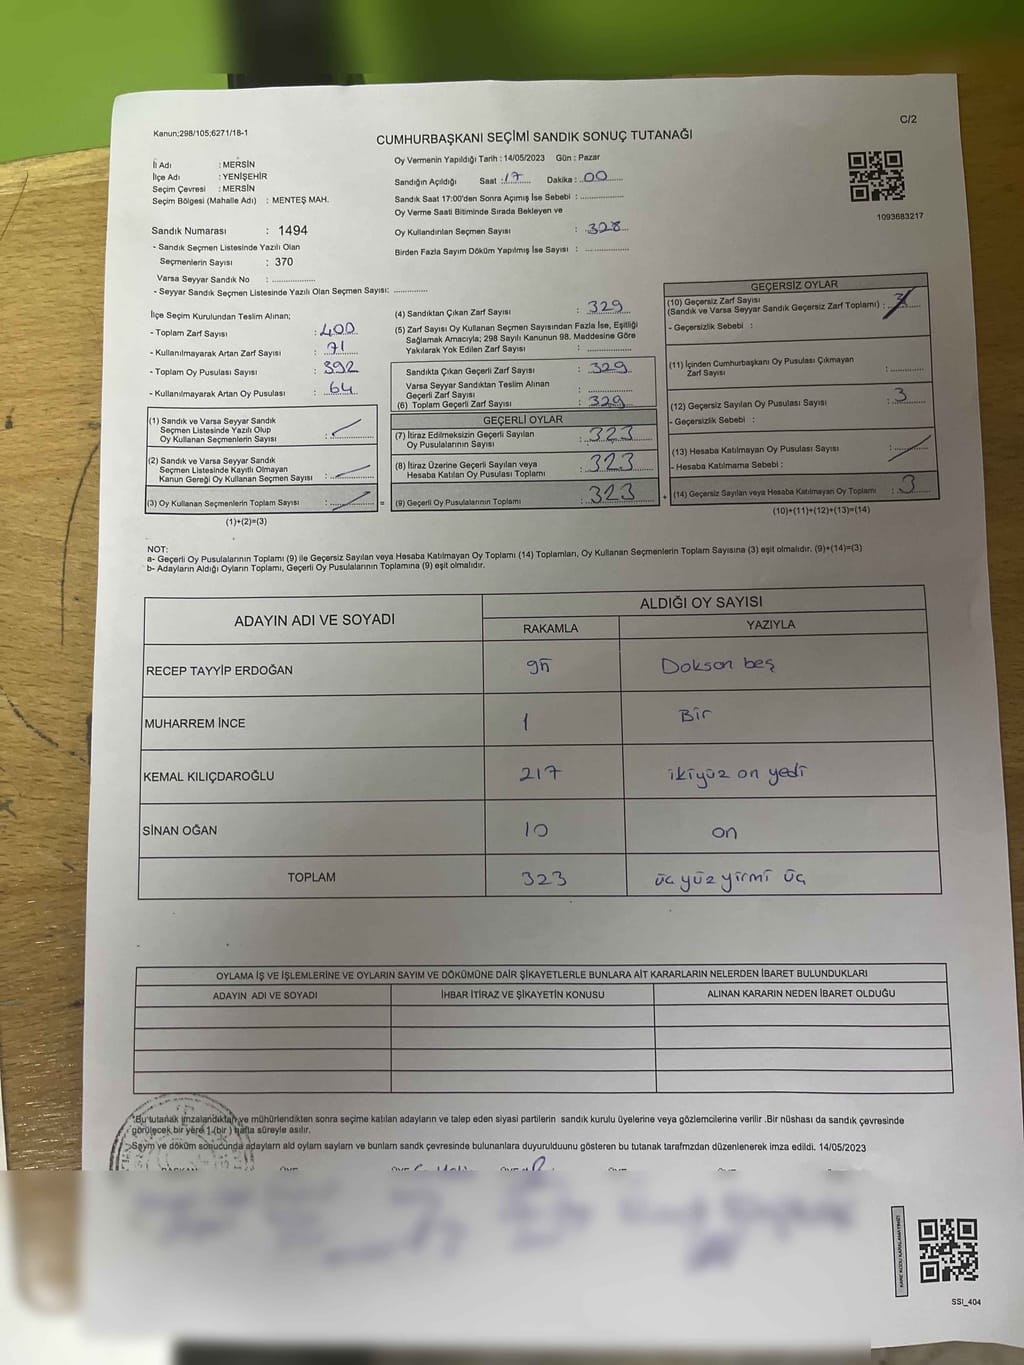 Kanun;298/105;6271/18-1
C/2
CUMHURBAŞKANI SEÇİMİ SANDIK SONUÇ TUTANAĞI
İl Adı : MERSİN
İlçe Adı : YENİŞEHİR
Seçim Çevresi : MERSİN
Seçim Bölgesi (Mahalle Adı) : MENTEŞ MAH.
Sandık Numarası : 1494
- Sandık Seçmen Listesinde Yazılı Olan
Seçmenlerin Sayısı : 370
Varsa Seyyar Sandık No : ..............
- Seyyar Sandık Seçmen Listesinde Yazılı Olan Seçmen Sayısı: ............
Oy Vermenin Yapıldığı Tarih : 14/05/2023 Gün : Pazar
Sandığın Açıldığı Saat : 17 Dakika : 00
Sandık Saat 17:00'den Sonra Açımış İse Sebebi : ..............
Oy Verme Saati Bitiminde Sırada Bekleyen ve
Oy Kullandırılan Seçmen Sayısı : 328
Birden Fazla Sayım Döküm Yapılmış İse Sayısı : ..............
1093683217
İlçe Seçim Kurulundan Teslim Alınan;
- Toplam Zarf Sayısı : 400
- Kullanılmayarak Artan Zarf Sayısı : 71
- Toplam Oy Pusulası Sayısı : 392
- Kullanılmayarak Artan Oy Pusulası : 64
(1) Sandık ve Varsa Seyyar Sandık
Seçmen Listesinde Yazılı Olup
Oy Kullanan Seçmenlerin Sayısı :
(2) Sandık ve Varsa Seyyar Sandık
Seçmen Listesinde Kayıtlı Olmayan
Kanun Gereği Oy Kullanan Seçmen Sayısı :
(3) Oy Kullanan Seçmenlerin Toplam Sayısı : =
(1)+(2)=(3)
(4) Sandıktan Çıkan Zarf Sayısı : 329
(5) Zarf Sayısı Oy Kullanan Seçmen Sayısından Fazla İse, Eşitliği
Sağlamak Amacıyla; 298 Sayılı Kanunun 98. Maddesine Göre
Yakılarak Yok Edilen Zarf Sayısı : ..............
Sandıkta Çıkan Geçerli Zarf Sayısı : 329
Varsa Seyyar Sandıktan Teslim Alınan
Geçerli Zarf Sayısı : ..............
(6) Toplam Geçerli Zarf Sayısı : 329
GEÇERLİ OYLAR
(7) İtiraz Edilmeksizin Geçerli Sayılan
Oy Pusulalarının Sayısı : 323
(8) İtiraz Üzerine Geçerli Sayılan veya
Hesaba Katılan Oy Pusulası Toplamı : 323
(9) Geçerli Oy Pusulalarının Toplamı : 323 +
GEÇERSİZ OYLAR
(10) Geçersiz Zarf Sayısı
(Sandık ve Varsa Seyyar Sandık Geçersiz Zarf Toplamı) :
- Geçersizlik Sebebi :
(11) İçinden Cumhurbaşkanı Oy Pusulası Çıkmayan
Zarf Sayısı : ............
(12) Geçersiz Sayılan Oy Pusulası Sayısı : 3
- Geçersizlik Sebebi :
(13) Hesaba Katılmayan Oy Pusulası Sayısı :
- Hesaba Katılmama Sebebi :
(14) Geçersiz Sayılan veya Hesaba Katılmayan Oy Toplamı : 3
(10)+(11)+(12)+(13)=(14)
NOT:
a- Geçerli Oy Pusulalarının Toplamı (9) ile Geçersiz Sayılan veya Hesaba Katılmayan Oy Toplamı (14) Toplamları, Oy Kullanan Seçmenlerin Toplam Sayısına (3) eşit olmalıdır. (9)+(14)=(3)
b- Adayların Aldığı Oyların Toplamı, Geçerli Oy Pusulalarının Toplamına (9) eşit olmalıdır.
ADAYIN ADI VE SOYADI
ALDIĞI OY SAYISI
RAKAMLA YAZIYLA
RECEP TAYYİP ERDOĞAN 95 Dokson beş
MUHARREM İNCE 1 Bir
KEMAL KILIÇDAROĞLU 217 ikiyüz on yedi
SİNAN OĞAN 10 on
TOPLAM 323 üç yüz yirmi üç
OYLAMA İŞ VE İŞLEMLERİNE VE OYLARIN SAYIM VE DÖKÜMÜNE DAİR ŞİKAYETLERLE BUNLARA AİT KARARLARIN NELERDEN İBARET BULUNDUKLARI
ADAYIN ADI VE SOYADI İHBAR İTİRAZ VE ŞİKAYETİN KONUSU ALINAN KARARIN NEDEN İBARET OLDUĞU
*Bu tutanak imzalandıktan ve mühürlendikten sonra seçime katılan adayların ve talep eden siyasi partilerin sandık kurulu üyelerine veya gözlemcilerine verilir .Bir nüshası da sandık çevresinde
görülecek bir yere 1 (bir ) hafta süreyle asılır.
Sayım ve döküm sonucunda adayların ald oyların saylam ve bunlam sandk çevresinde bulunanlara duyurulduunu gösteren bu tutanak tarafmzdan düzenlenerek imza edildi. 14/05/2023
KARE KODU KARALAMAYINIZ!
SSİ_404